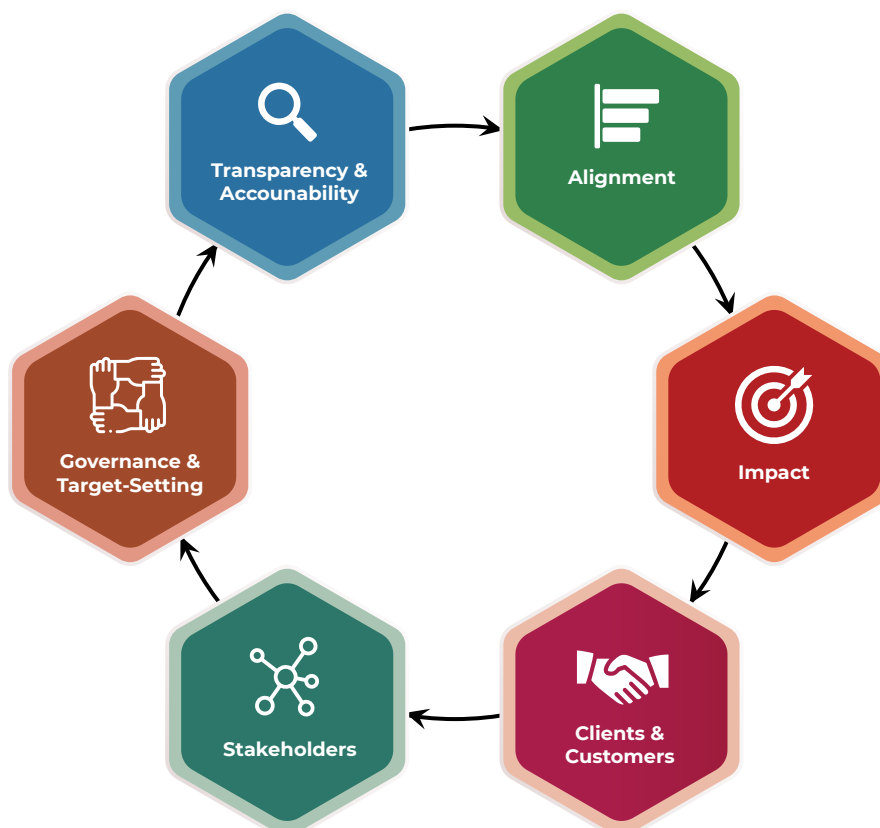 Transparency &
Accounability
Alignment
Impact
Clients &
Customers
Stakeholders
Governance &
Target-Setting